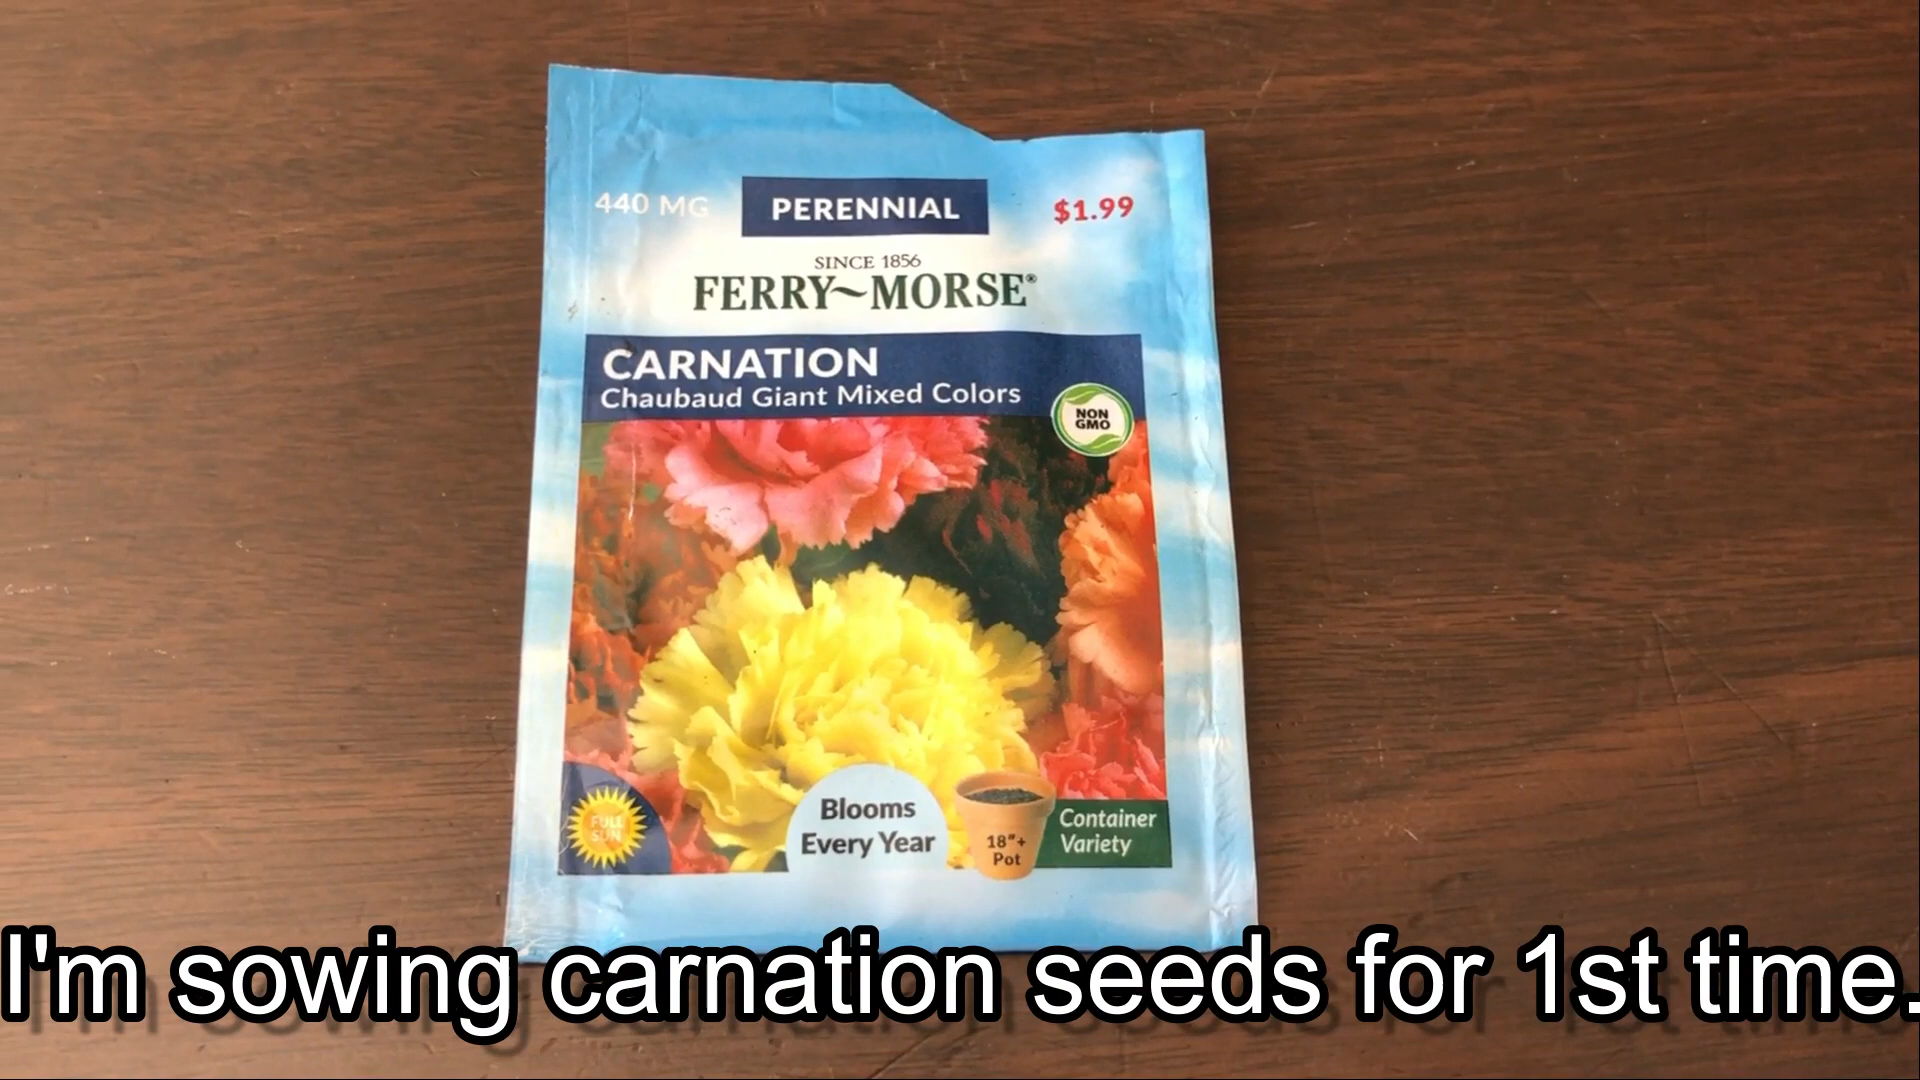 440 MG
PERENNIAL
$1.99
SINCE 1856
FERRY~MORSE®
CARNATION
Chaubaud Giant Mixed Colors
NON
GMO
FULL
SUN
Blooms
Every Year
18"+
Pot
Container
Variety
I'm sowing carnation seeds for 1st time.